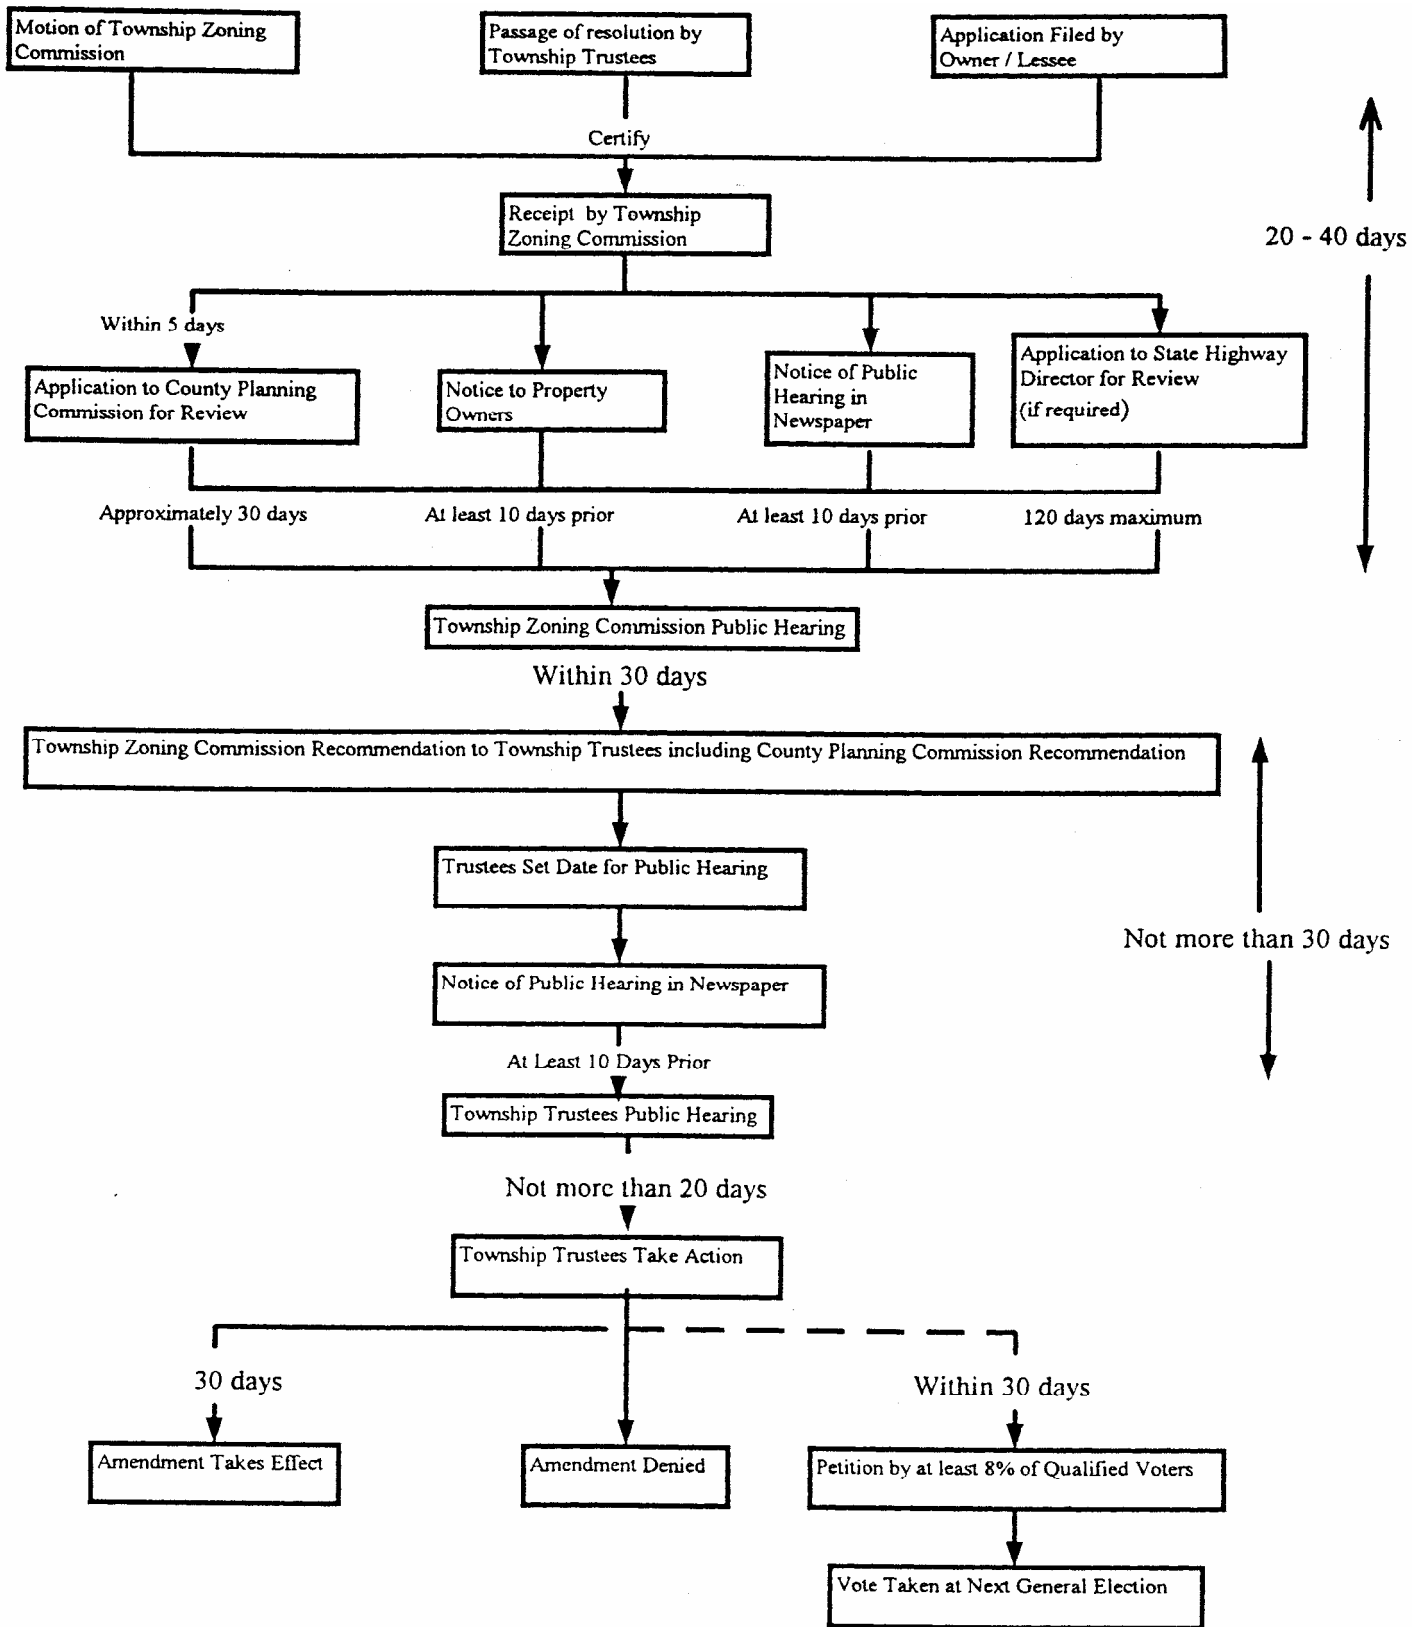 Motion of Township Zoning
Commission
Passage of resolution by
Township Trustees
Application Filed by
Owner / Lessee
Certify
Receipt by Township
Zoning Commission
20 - 40 days
Within 5 days
Application to County Planning
Commission for Review
Notice to Property
Owners
Notice of Public
Hearing in
Newspaper
Application to State Highway
Director for Review
(if required)
Approximately 30 days
At least 10 days prior
At least 10 days prior
120 days maximum
Township Zoning Commission Public Hearing
Within 30 days
Township Zoning Commission Recommendation to Township Trustees including County Planning Commission Recommendation
Trustees Set Date for Public Hearing
Not more than 30 days
Notice of Public Hearing in Newspaper
At Least 10 Days Prior
Township Trustees Public Hearing
Not more than 20 days
Township Trustees Take Action
30 days
Within 30 days
Amendment Takes Effect
Amendment Denied
Petition by at least 8% of Qualified Voters
Vote Taken at Next General Election